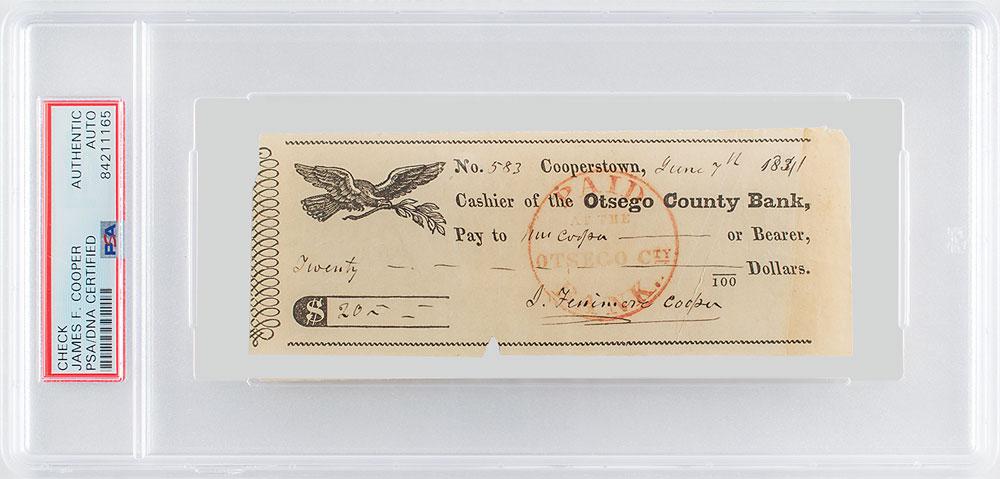 CHECK
JAMES F. COOPER
PSA/DNA CERTIFIED
PSA
AUTHENTIC
AUTO
84211165
No. 583 Cooperstown, June 7th 1841
Cashier of the Otsego County Bank,
Pay to Mrs Cooper or Bearer,
Twenty Dollars.
100
$ 20
J. Fenimore Cooper
PAID
AT THE
OTSEGO CTY.
BANK.